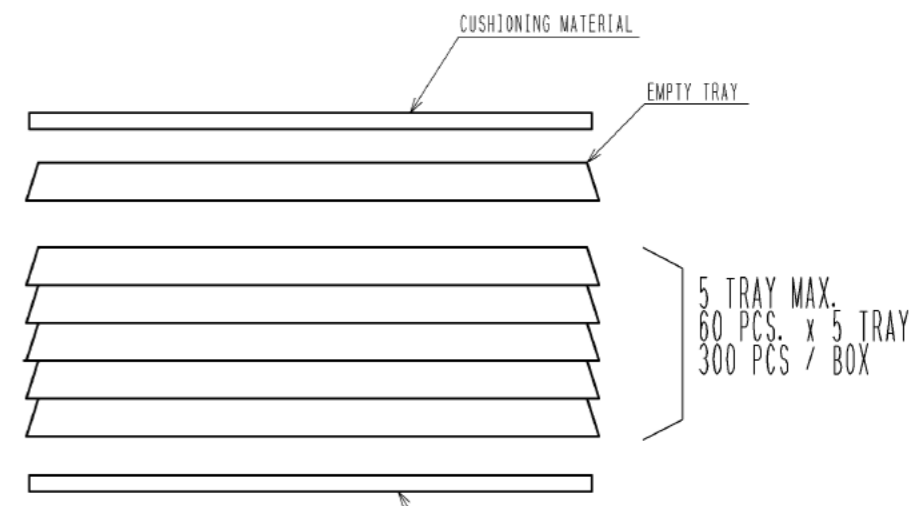 CUSHIONING MATERIAL
EMPTY TRAY
5 TRAY MAX.
60 PCS. x 5 TRAY
300 PCS / BOX